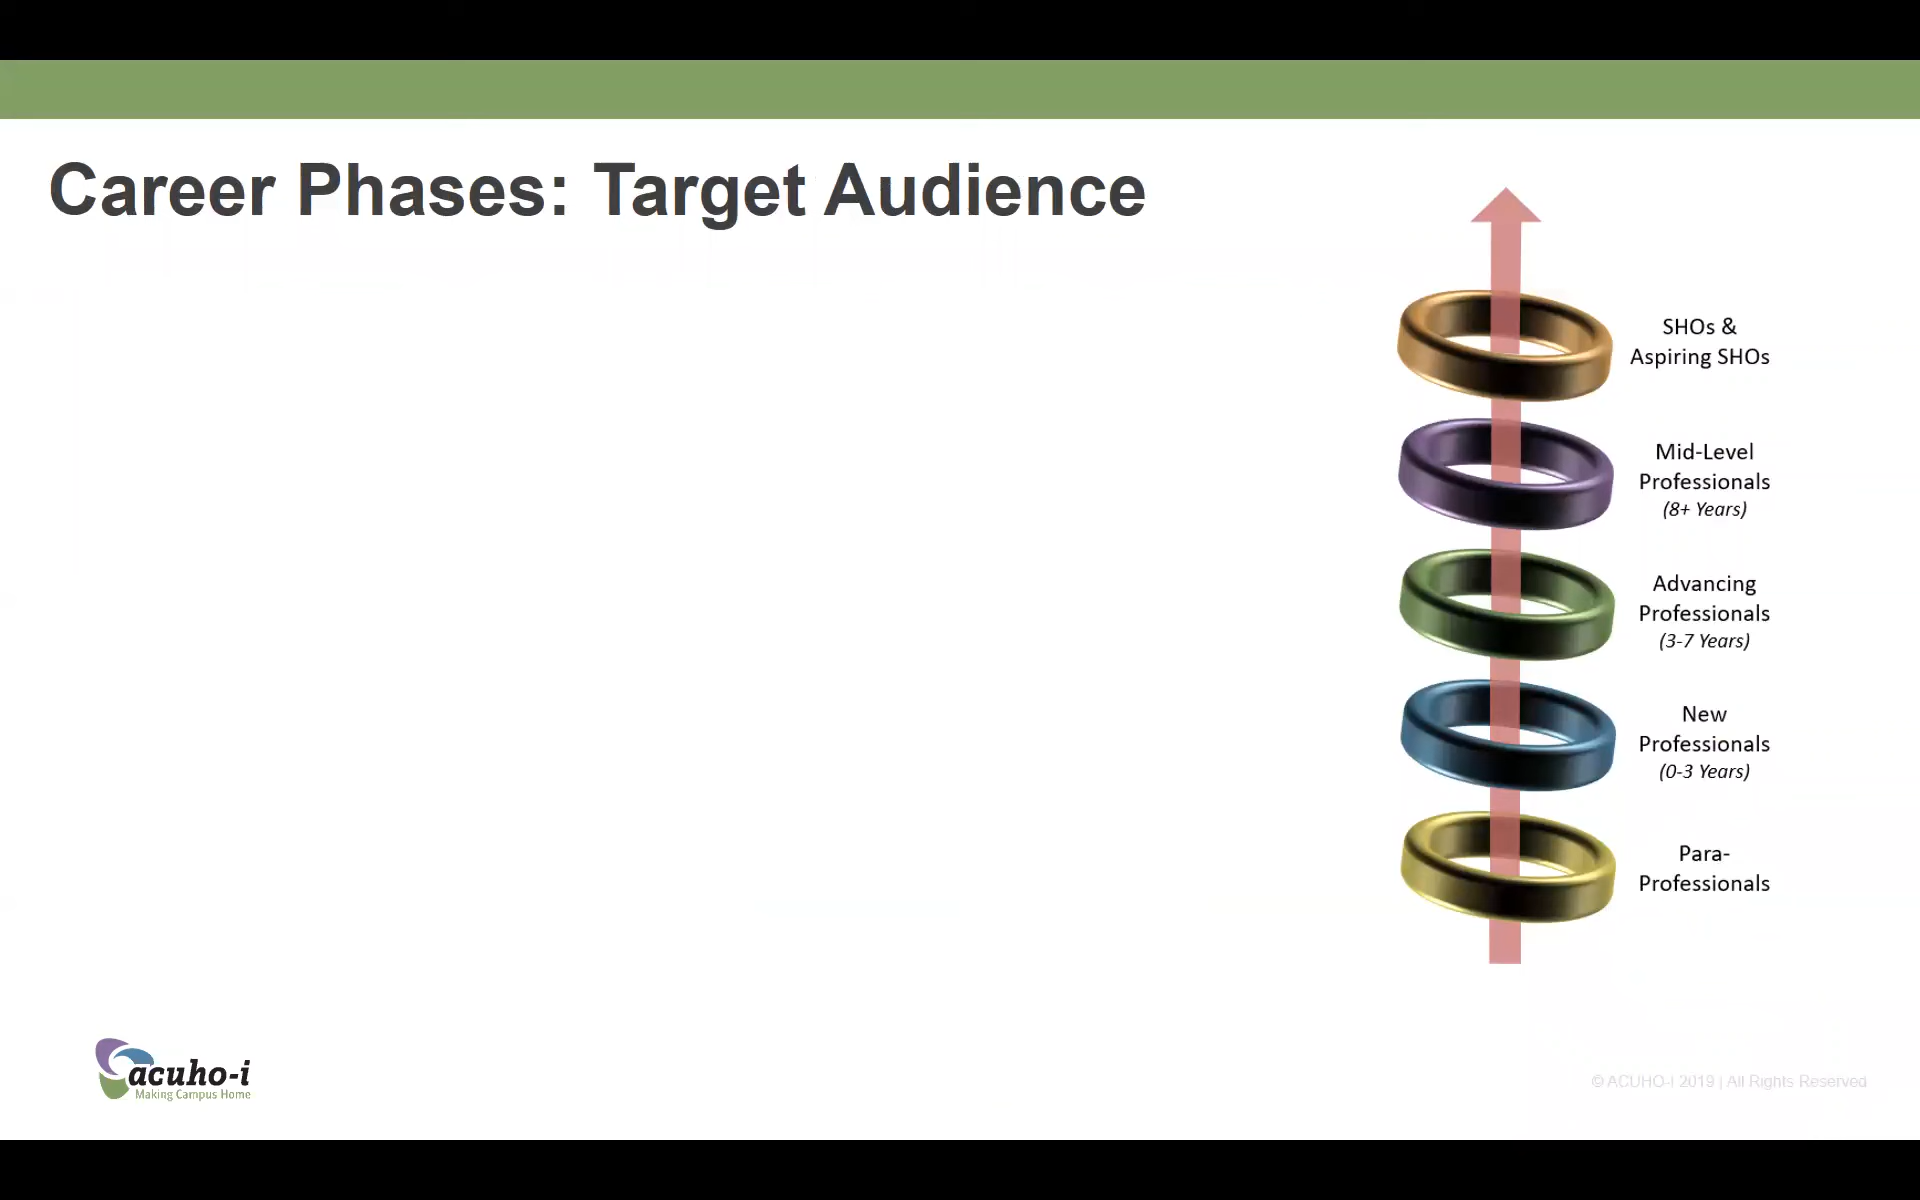 Career Phases: Target Audience
SHOs &
Aspiring SHOs
Mid-Level
Professionals
(8+ Years)
Advancing
Professionals
(3-7 Years)
New
Professionals
(0-3 Years)
Para-
Professionals
acuho-i
Making Campus Home
© ACUHO-I 2019 | All Rights Reserved